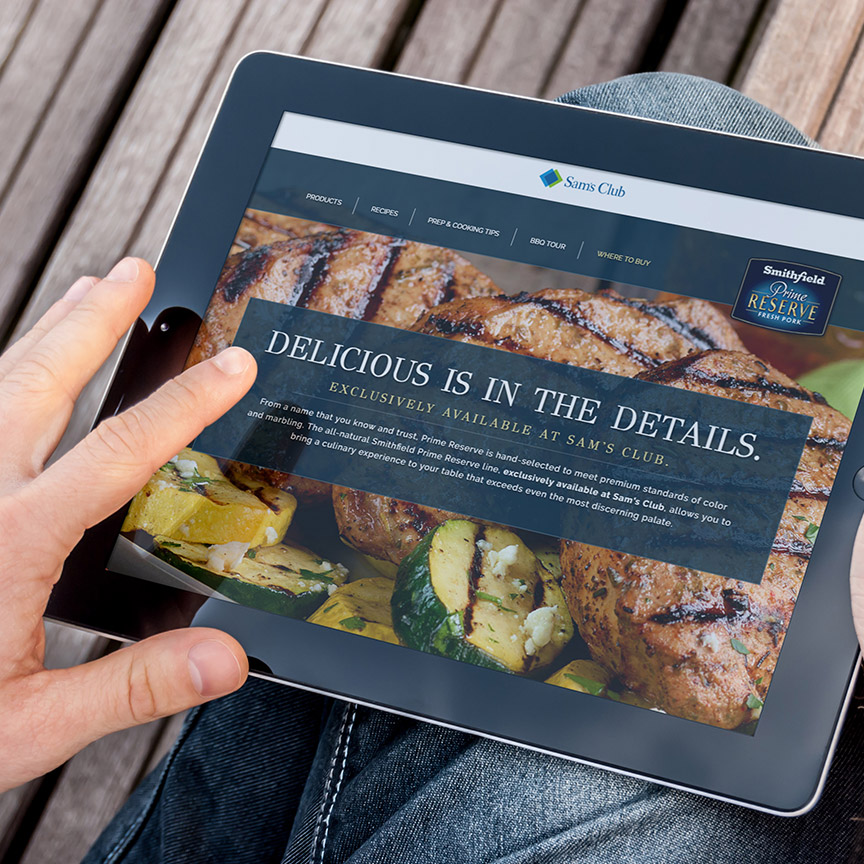 Sam's Club
PRODUCTS
RECIPES
PREP & COOKING TIPS
BBQ TOUR
WHERE TO BUY
Smithfield
Prime
RESERVE
FRESH PORK
DELICIOUS IS IN THE DETAILS.
EXCLUSIVELY AVAILABLE AT SAM'S CLUB.
From a name that you know and trust, Prime Reserve is hand-selected to meet premium standards of color
and marbling. The all-natural Smithfield Prime Reserve line, exclusively available at Sam's Club, allows you to
bring a culinary experience to your table that exceeds even the most discerning palate.